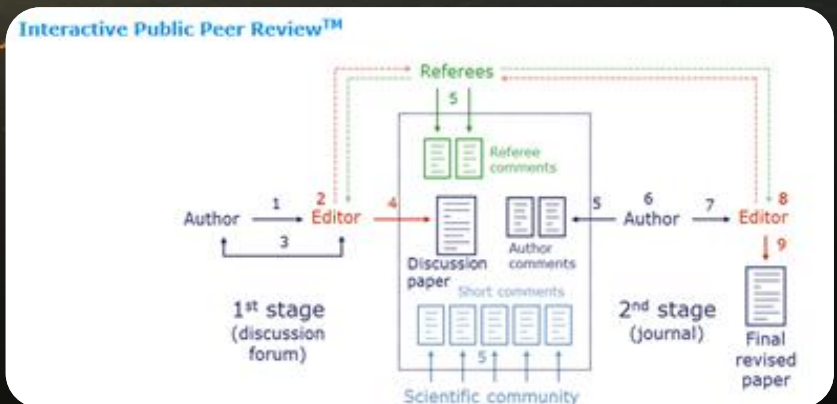 Interactive Public Peer Review™
Referees
5
Referee
comments
1
2
4
5
6
7
8
Author
Editor
Author
Editor
3
9
Discussion
paper
Author
comments
Short comments
1st stage
(discussion
forum)
2nd stage
(journal)
Final
revised
paper
5
Scientific community